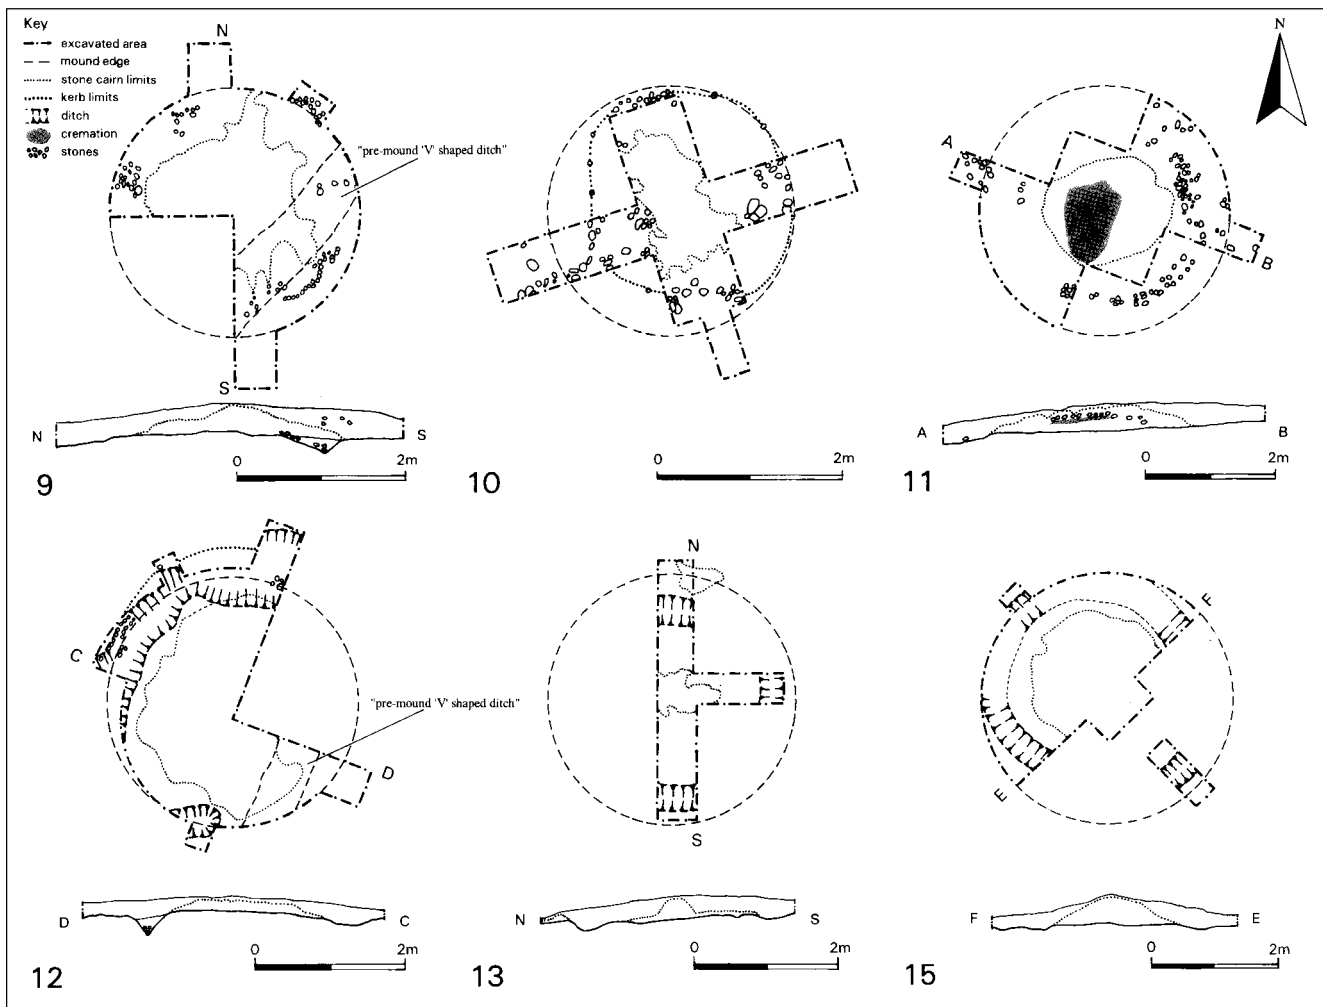 Key
excavated area
mound edge
stone cairn limits
kerb limits
ditch
cremation
stones
N
"pre-mound 'V' shaped ditch"
S
N
S
0
2m
9
0
2m
10
N
A
B
A
B
0
2m
11
C
"pre-mound 'V' shaped ditch"
D
D
C
0
2m
12
N
S
N
S
0
2m
13
F
E
F
E
0
2m
15